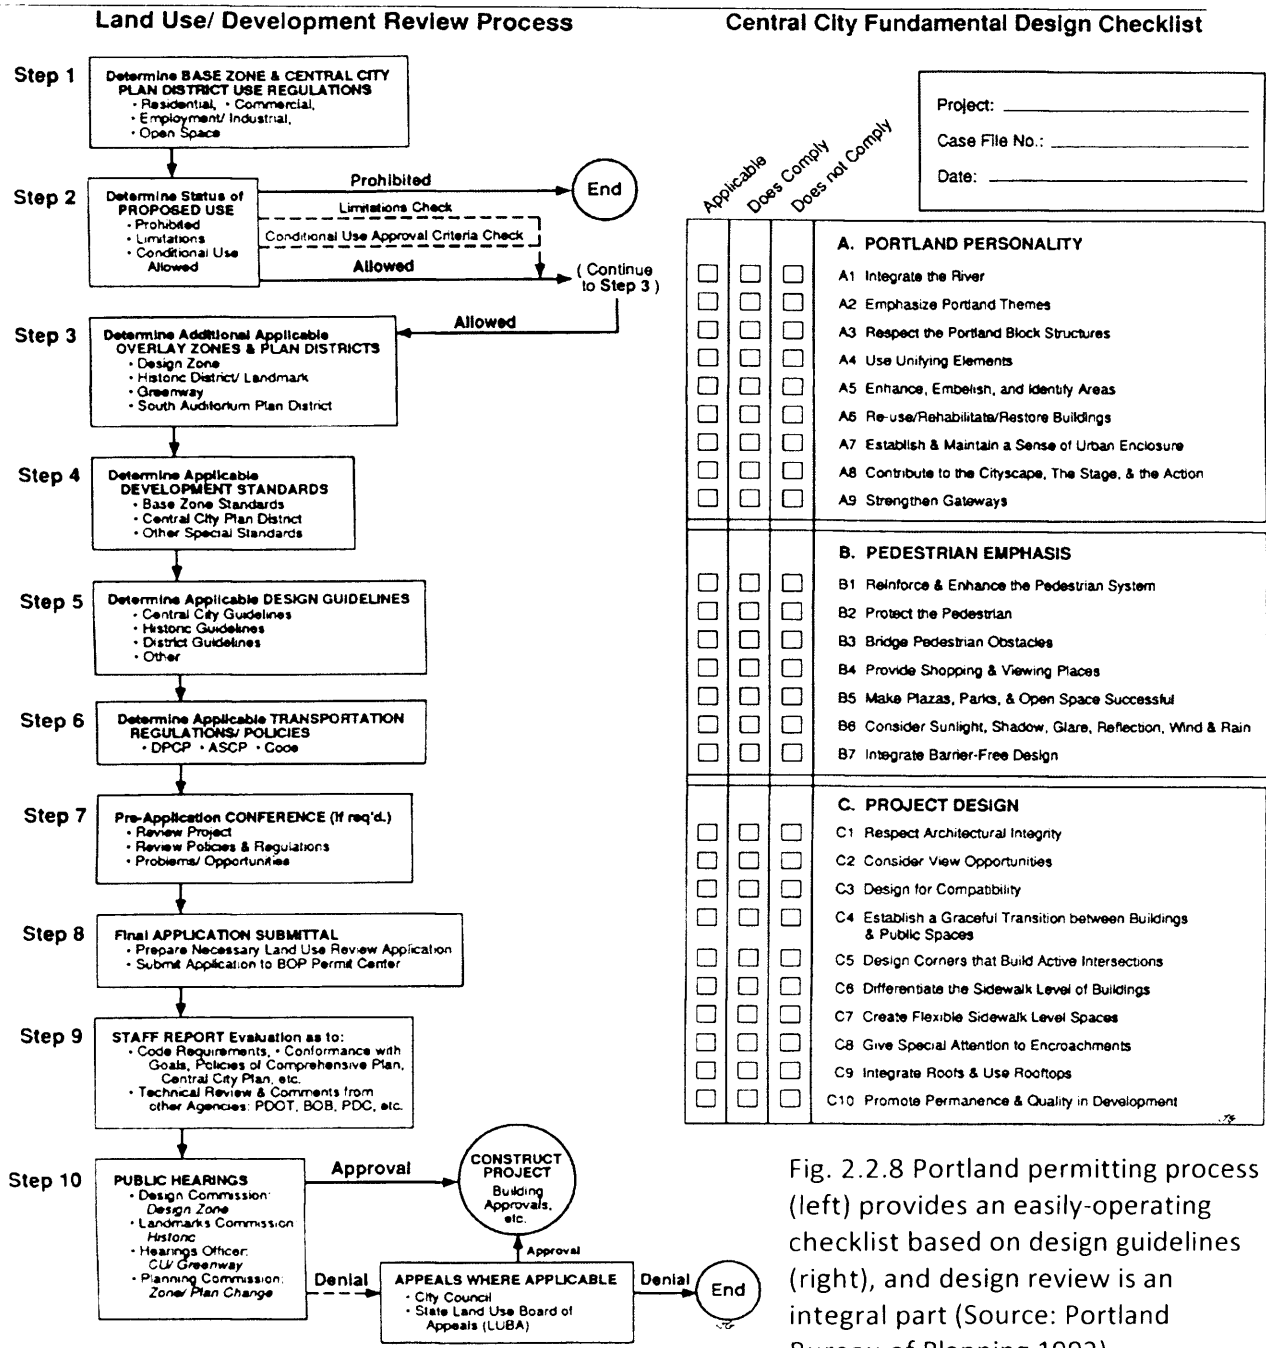 Land Use/ Development Review Process
Step 1
Determine BASE ZONE & CENTRAL CITY
PLAN DISTRICT USE REGULATIONS
• Residential, • Commercial,
• Employment/ Industrial,
• Open Space
Step 2
Determine Status of
PROPOSED USE
• Prohibited
• Limitations
• Conditional Use
Allowed
Prohibited
End
Limitations Check
Conditional Use Approval Criteria Check
Allowed
( Continue
to Step 3 )
Allowed
Step 3
Determine Additional Applicable
OVERLAY ZONES & PLAN DISTRICTS
• Design Zone
• Historic District/ Landmark
• Greenway
• South Auditorium Plan District
Step 4
Determine Applicable
DEVELOPMENT STANDARDS
• Base Zone Standards
• Central City Plan District
• Other Special Standards
Step 5
Determine Applicable DESIGN GUIDELINES
• Central City Guidelines
• Historic Guidelines
• District Guidelines
• Other
Step 6
Determine Applicable TRANSPORTATION
REGULATIONS/ POLICIES
• DPCP • ASCP • Code
Step 7
Pre-Application CONFERENCE (if req'd.)
• Review Project
• Review Policies & Regulations
• Problems/ Opportunities
Step 8
Final APPLICATION SUBMITTAL
• Prepare Necessary Land Use Review Application
• Submit Application to BOP Permit Center
Step 9
STAFF REPORT Evaluation as to:
• Code Requirements, • Conformance with
Goals, Policies of Comprehensive Plan,
Central City Plan, etc.
• Technical Review & Comments from
other Agencies: PDOT, BOB, PDC, etc.
Step 10
PUBLIC HEARINGS
• Design Commission:
Design Zone
• Landmarks Commission
Historic
• Hearings Officer:
CU/ Greenway
• Planning Commission:
Zone/ Plan Change
Approval
CONSTRUCT
PROJECT
Building
Approvals,
etc.
Approval
Denial
APPEALS WHERE APPLICABLE
• City Council
• State Land Use Board of
Appeals (LUBA)
Denial
End
Central City Fundamental Design Checklist
Project:
Case File No.:
Date:
Applicable
Does Comply
Does not Comply
A. PORTLAND PERSONALITY
A1 Integrate the River
A2 Emphasize Portland Themes
A3 Respect the Portland Block Structures
A4 Use Unifying Elements
A5 Enhance, Embelish, and Identify Areas
A6 Re-use/Rehabilitate/Restore Buildings
A7 Establish & Maintain a Sense of Urban Enclosure
A8 Contribute to the Cityscape, The Stage, & the Action
A9 Strengthen Gateways
B. PEDESTRIAN EMPHASIS
B1 Reinforce & Enhance the Pedestrian System
B2 Protect the Pedestrian
B3 Bridge Pedestrian Obstacles
B4 Provide Shopping & Viewing Places
B5 Make Plazas, Parks, & Open Space Successful
B6 Consider Sunlight, Shadow, Glare, Reflection, Wind & Rain
B7 Integrate Barrier-Free Design
C. PROJECT DESIGN
C1 Respect Architectural Integrity
C2 Consider View Opportunities
C3 Design for Compatibility
C4 Establish a Graceful Transition between Buildings
& Public Spaces
C5 Design Corners that Build Active Intersections
C6 Differentiate the Sidewalk Level of Buildings
C7 Create Flexible Sidewalk Level Spaces
C8 Give Special Attention to Encroachments
C9 Integrate Roofs & Use Rooftops
C10 Promote Permanence & Quality in Development
Fig. 2.2.8 Portland permitting process
(left) provides an easily-operating
checklist based on design guidelines
(right), and design review is an
integral part (Source: Portland
Bureau of Planning 1992)